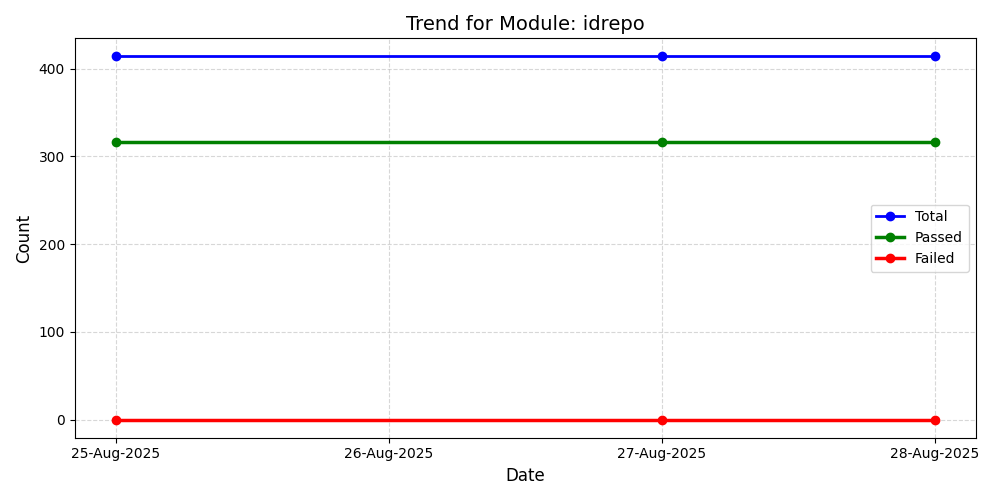 Trend for Module: idrepo
400
300
200
100
0
Count
Total
Passed
Failed
25-Aug-2025
26-Aug-2025
27-Aug-2025
28-Aug-2025
Date